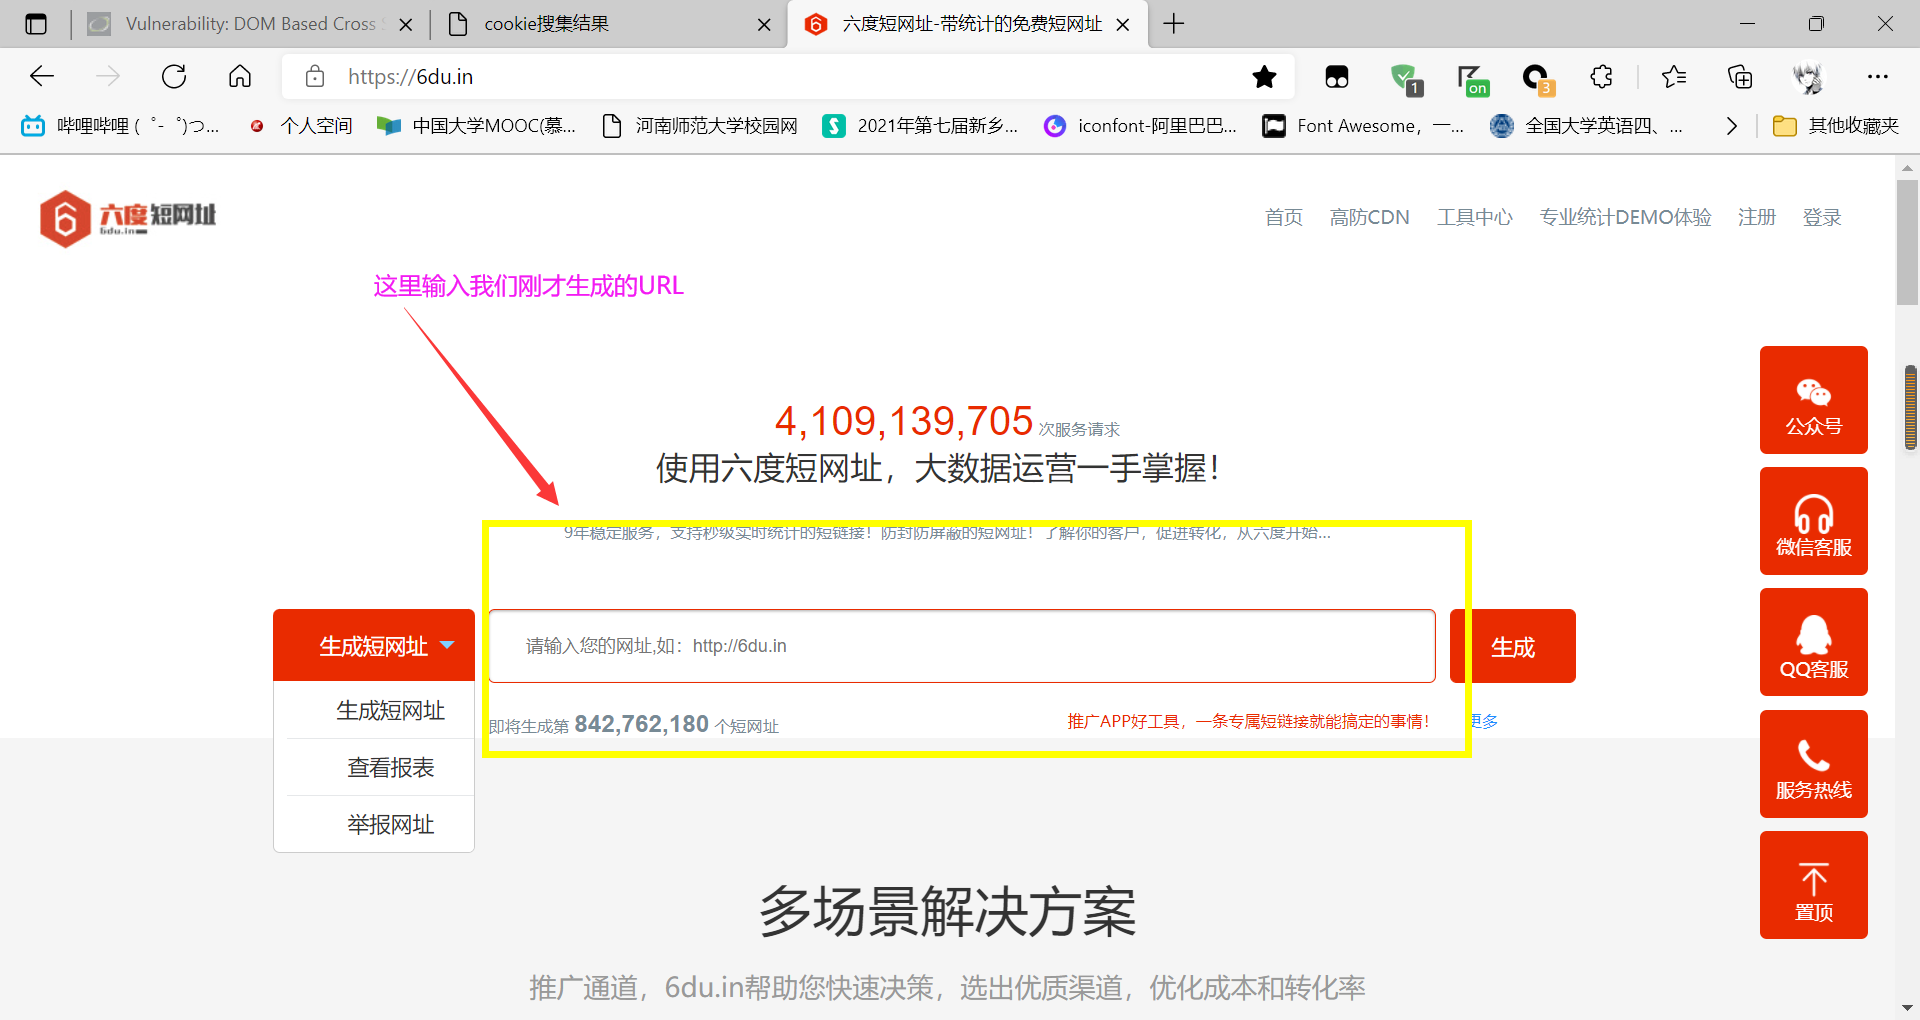 Vulnerability: DOM Based Cross S
cookie搜集结果
六度短网址-带统计的免费短网址
https://6du.in
1
on
3
哔哩哔哩 (゜-゜)つ...
个人空间
中国大学MOOC(慕...
河南师范大学校园网
2021年第七届新乡...
iconfont-阿里巴巴...
Font Awesome，一...
全国大学英语四、...
其他收藏夹
六度短网址
6du.in
首页 高防CDN 工具中心 专业统计DEMO体验 注册 登录
这里输入我们刚才生成的URL
4,109,139,705 次服务请求
使用六度短网址，大数据运营一手掌握！
9年稳定服务，支持秒级实时统计的短链接！防封防屏蔽的短网址！了解你的客户，促进转化，从六度开始...
生成短网址
请输入您的网址,如：http://6du.in
生成
生成短网址
查看报表
举报网址
即将生成第 842,762,180 个短网址
推广APP好工具，一条专属短链接就能搞定的事情！
更多
公众号
微信客服
QQ客服
服务热线
置顶
多场景解决方案
推广通道，6du.in帮助您快速决策，选出优质渠道，优化成本和转化率